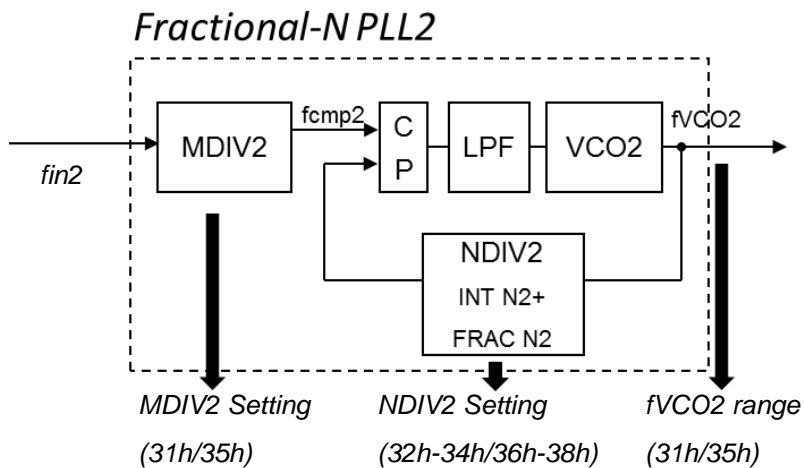 Fractional-N PLL2
fcmp2
fVCO2
MDIV2
C
P
LPF
VCO2
fin2
NDIV2
INT N2+
FRAC N2
MDIV2 Setting
(31h/35h)
NDIV2 Setting
(32h-34h/36h-38h)
fVCO2 range
(31h/35h)